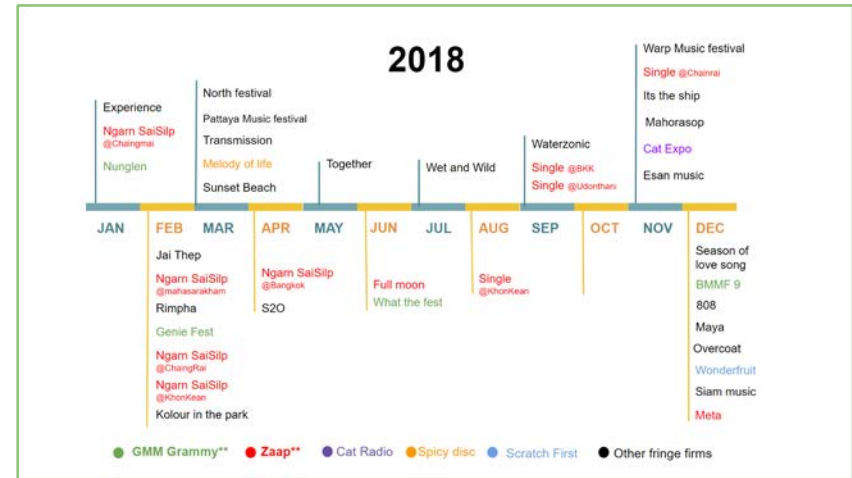 2018
Experience
Ngarn SaiSilp
@Chaingmai
Nunglen
North festival
Pattaya Music festival
Transmission
Melody of life
Sunset Beach
Together
Wet and Wild
Waterzonic
Single @BKK
Single @Udonthani
Warp Music festival
Single @Chainrai
Its the ship
Mahorasop
Cat Expo
Esan music
JAN FEB MAR APR MAY JUN JUL AUG SEP OCT NOV DEC
Jai Thep
Ngarn SaiSilp
@mahasarakham
Rimpha
Genie Fest
Ngarn SaiSilp
@ChaingRai
Ngarn SaiSilp
@KhonKean
Kolour in the park
Ngarn SaiSilp
@Bangkok
S2O
Full moon
What the fest
Single
@KhonKean
Season of
love song
BMMF 9
808
Maya
Overcoat
Wonderfruit
Siam music
Meta
GMM Grammy** Zaap** Cat Radio Spicy disc Scratch First Other fringe firms